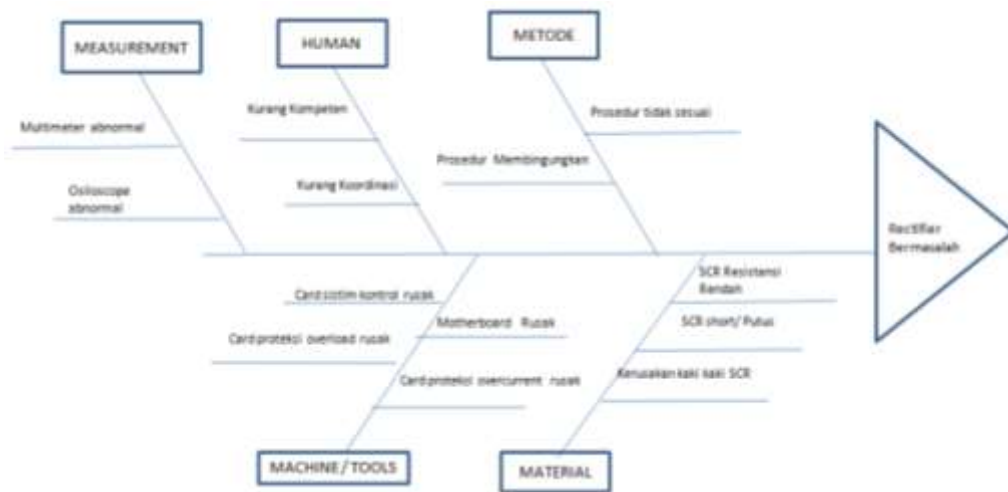 MEASUREMENT
HUMAN
METODE
Multimeter abnormal
Osiloscope
abnormal
Kurang Kompeten
Kurang Koordinasi
Prosedur tidak sesuai
Prosedur Membingungkan
Rectifier
Bermasalah
Card sistim kontrol rusak
Card proteksi overload rusak
Motherboard Rusak
Card proteksi overcurrent rusak
SCR Resistensi
Rendah
SCR short/ Putus
Kerusakan kaki kaki SCR
MACHINE/TOOLS
MATERIAL